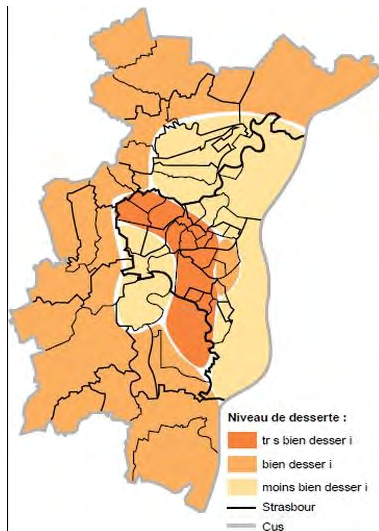 Niveau de desserte :
tr s bien desser i
bien desser i
moins bien desser i
Strasbour
Cus